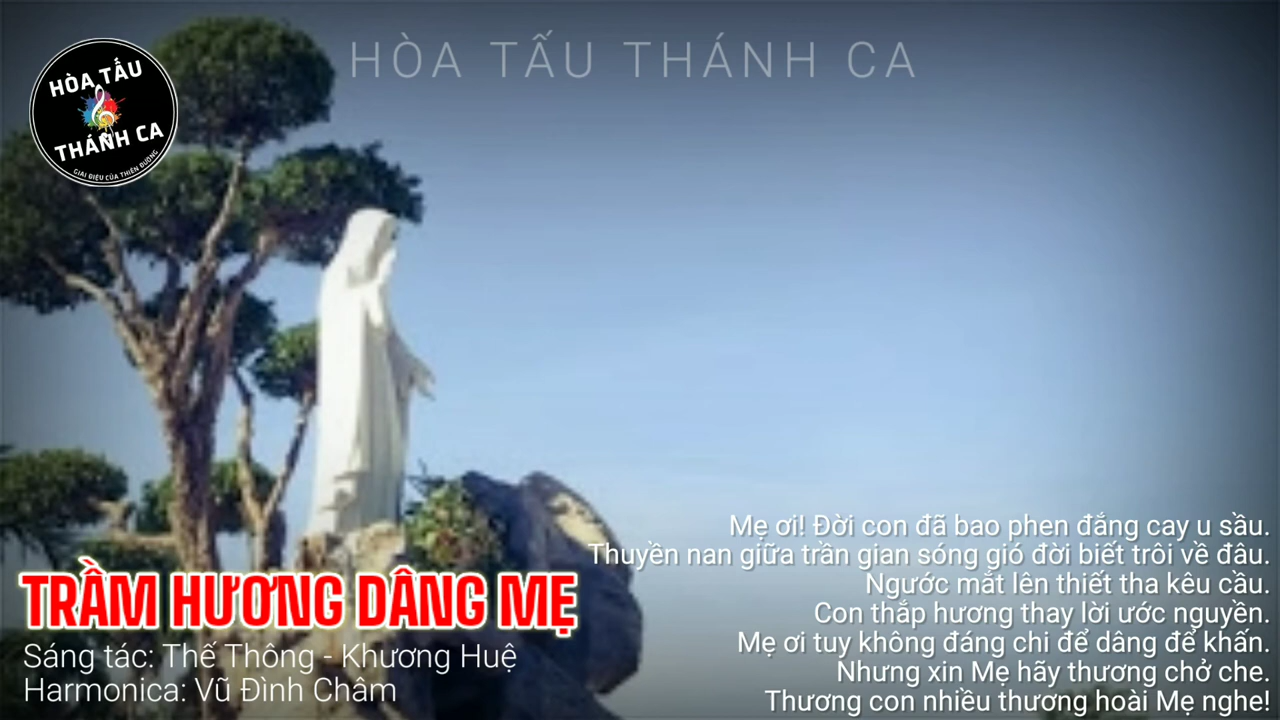 HÒA TẤU THÁNH CA
HÒA TẤU
THÁNH CA
GIAI ĐIỆU CỦA THIÊN ĐƯỜNG
Mẹ ơi! Đời con đã bao phen đắng cay u sầu.
Thuyền nan giữa trần gian sóng gió đời biết trôi về đâu.
Ngước mắt lên thiết tha kêu cầu.
Con thắp hương thay lời ước nguyền.
Mẹ ơi tuy không đáng chi để dâng để khấn.
Nhưng xin Mẹ hãy thương chở che.
Thương con nhiều thương hoài Mẹ nghe!
TRẦM HƯƠNG DÂNG MẸ
Sáng tác: Thế Thông - Khương Huệ
Harmonica: Vũ Đình Châm